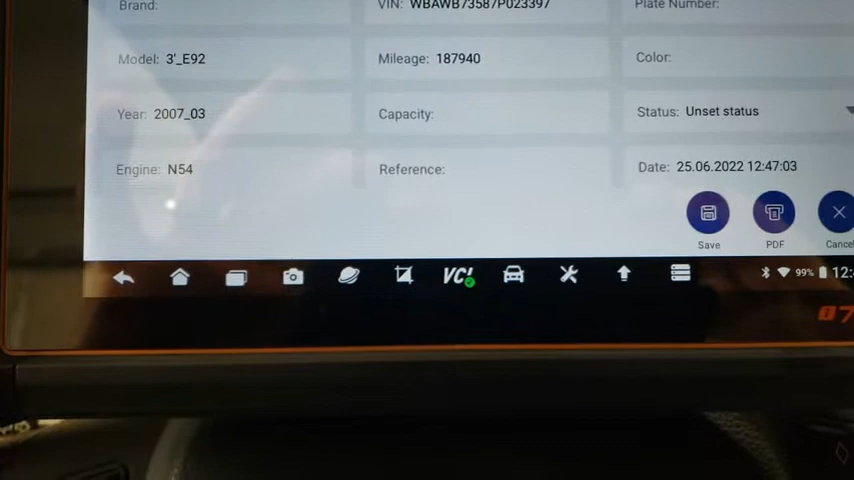 Brand: VIN: WBAWB73587P023397 Plate Number:
Model: 3'_E92 Mileage: 187940 Color:
Year: 2007_03 Capacity: Status: Unset status
Engine: N54 Reference: Date: 25.06.2022 12:47:03
Save PDF Cancel
VCI 99% 12: